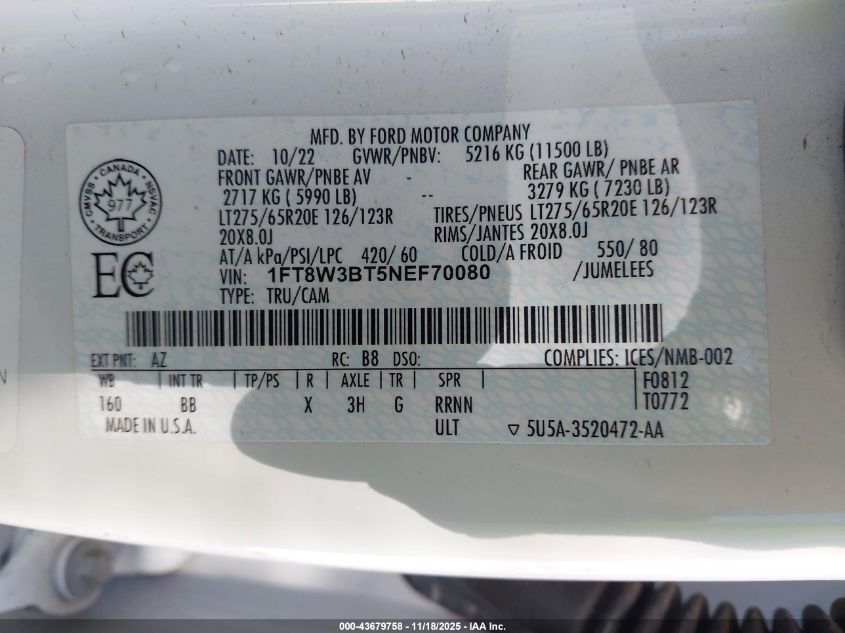 MFD. BY FORD MOTOR COMPANY
DATE: 10/22 GVWR/PNBV: 5216 KG (11500 LB)
FRONT GAWR/PNBE AV - REAR GAWR/ PNBE AR
2717 KG ( 5990 LB) -- 3279 KG ( 7230 LB)
LT275/65R20E 126/123R TIRES/PNEUS LT275/65R20E 126/123R
20X8.0J RIMS/JANTES 20X8.0J
AT/A kPa/PSI/LPC 420/ 60 COLD/A FROID 550/ 80
VIN: 1FT8W3BT5NEF70080 /JUMELEES
TYPE: TRU/CAM
CANADA
CMVSS NSVAC
977
TRANSPORT
EC
EXT PNT: AZ RC: B8 DSO: COMPLIES: ICES/NMB-002
WB | INT TR | TP/PS | R | AXLE | TR | SPR | F0812
160 BB X 3H G RRNN T0772
MADE IN U.S.A. ULT ▽ 5U5A-3520472-AA
N
000-43679758 - 11/18/2025 - IAA